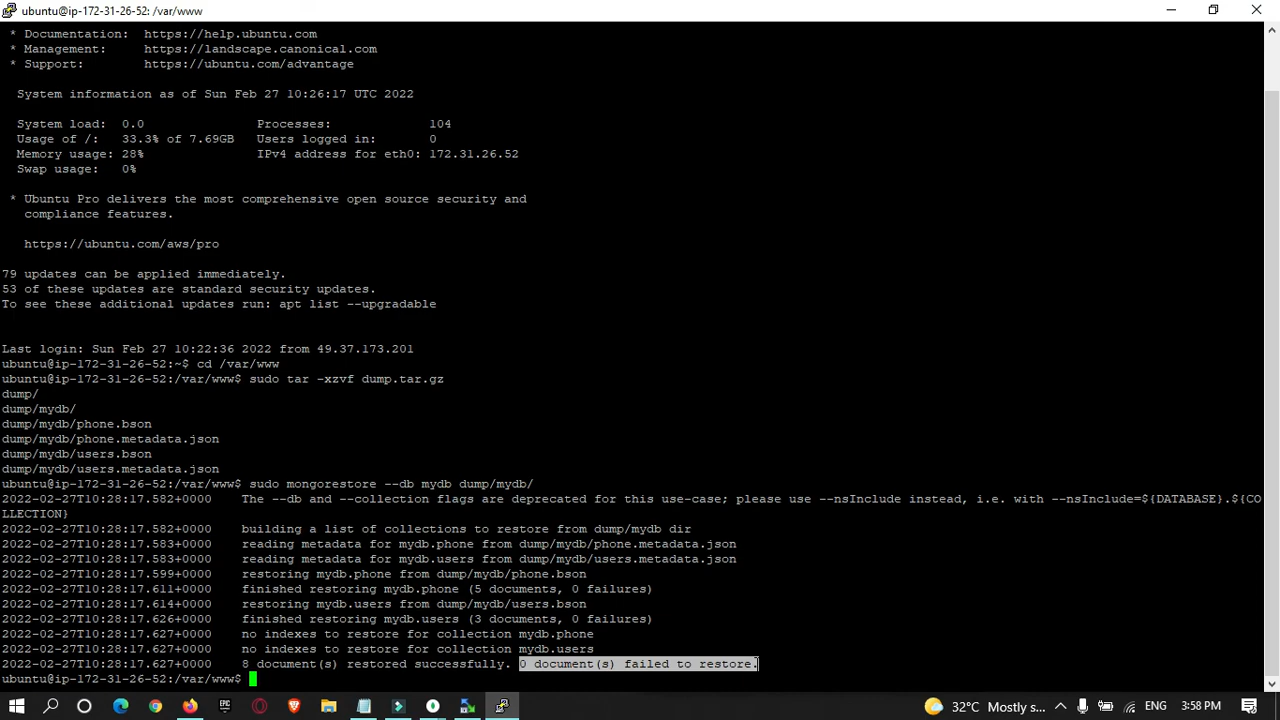 ubuntu@ip-172-31-26-52: /var/www
* Documentation:  https://help.ubuntu.com
* Management:     https://landscape.canonical.com
* Support:        https://ubuntu.com/advantage
System information as of Sun Feb 27 10:26:17 UTC 2022
System load:  0.0               Processes:             104
Usage of /:   33.3% of 7.69GB   Users logged in:       0
Memory usage: 28%               IPv4 address for eth0: 172.31.26.52
Swap usage:   0%
* Ubuntu Pro delivers the most comprehensive open source security and
compliance features.
https://ubuntu.com/aws/pro
79 updates can be applied immediately.
53 of these updates are standard security updates.
To see these additional updates run: apt list --upgradable
Last login: Sun Feb 27 10:22:36 2022 from 49.37.173.201
ubuntu@ip-172-31-26-52:~$ cd /var/www
ubuntu@ip-172-31-26-52:/var/www$ sudo tar -xzvf dump.tar.gz
dump/
dump/mydb/
dump/mydb/phone.bson
dump/mydb/phone.metadata.json
dump/mydb/users.bson
dump/mydb/users.metadata.json
ubuntu@ip-172-31-26-52:/var/www$ sudo mongorestore --db mydb dump/mydb/
2022-02-27T10:28:17.582+0000    The --db and --collection flags are deprecated for this use-case; please use --nsInclude instead, i.e. with --nsInclude=${DATABASE}.${CO
LLECTION}
2022-02-27T10:28:17.582+0000    building a list of collections to restore from dump/mydb dir
2022-02-27T10:28:17.583+0000    reading metadata for mydb.phone from dump/mydb/phone.metadata.json
2022-02-27T10:28:17.583+0000    reading metadata for mydb.users from dump/mydb/users.metadata.json
2022-02-27T10:28:17.599+0000    restoring mydb.phone from dump/mydb/phone.bson
2022-02-27T10:28:17.611+0000    finished restoring mydb.phone (5 documents, 0 failures)
2022-02-27T10:28:17.614+0000    restoring mydb.users from dump/mydb/users.bson
2022-02-27T10:28:17.626+0000    finished restoring mydb.users (3 documents, 0 failures)
2022-02-27T10:28:17.627+0000    no indexes to restore for collection mydb.phone
2022-02-27T10:28:17.627+0000    no indexes to restore for collection mydb.users
2022-02-27T10:28:17.627+0000    8 document(s) restored successfully. 0 document(s) failed to restore.
ubuntu@ip-172-31-26-52:/var/www$
EPIC
32°C Mostly s... ENG 3:58 PM